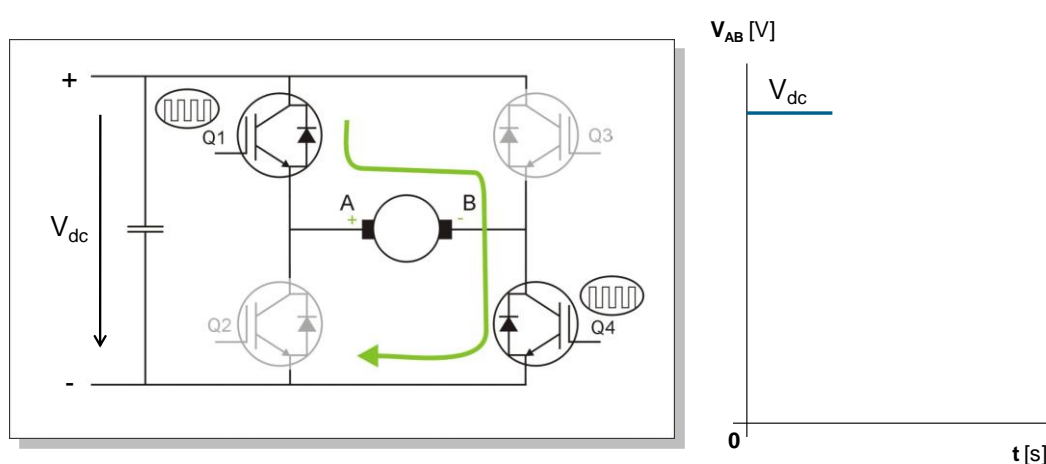 V_AB [V]
+
Q1
Q3
V_dc
A
B
+
-
V_dc
Q2
Q4
-
0
t [s]